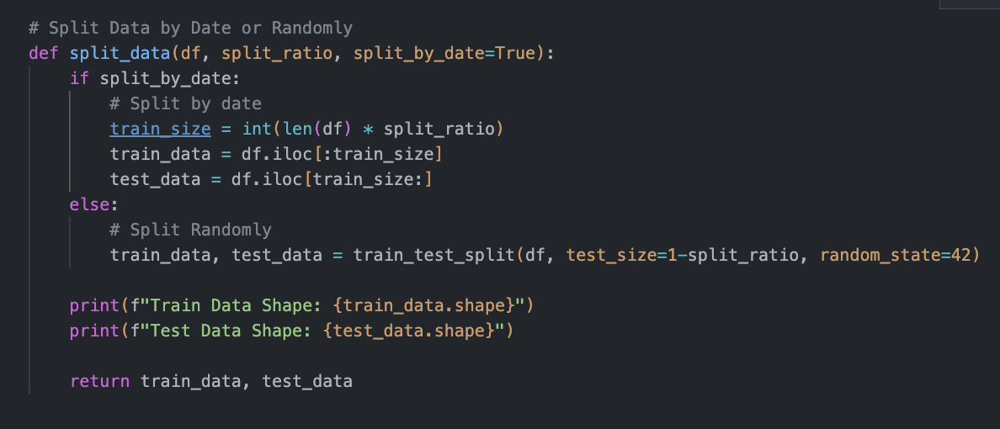 # Split Data by Date or Randomly
def split_data(df, split_ratio, split_by_date=True):
    if split_by_date:
        # Split by date
        train_size = int(len(df) * split_ratio)
        train_data = df.iloc[:train_size]
        test_data = df.iloc[train_size:]
    else:
        # Split Randomly
        train_data, test_data = train_test_split(df, test_size=1-split_ratio, random_state=42)

    print(f"Train Data Shape: {train_data.shape}")
    print(f"Test Data Shape: {test_data.shape}")

    return train_data, test_data